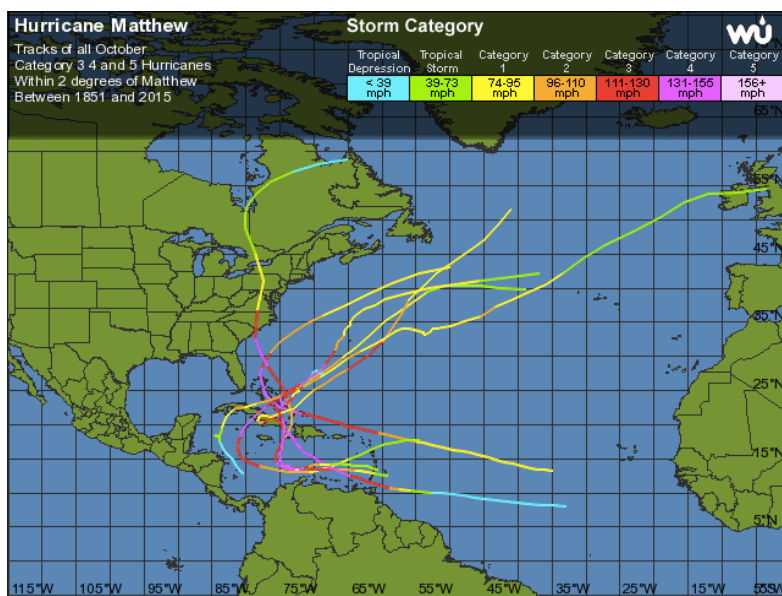 Hurricane Matthew
Tracks of all October
Category 3 4 and 5 Hurricanes
Within 2 degrees of Matthew
Between 1851 and 2015
Storm Category
WU
Tropical Depression
Tropical Storm
Category 1
Category 2
Category 3
Category 4
Category 5
< 39 mph
39-73 mph
74-95 mph
96-110 mph
111-130 mph
131-155 mph
156+ mph
65°N
55°N
45°N
35°N
25°N
15°N
5°N
115°W 105°W 95°W 85°W 75°W 65°W 55°W 45°W 35°W 25°W 15°W